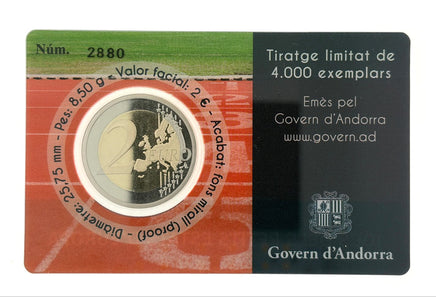 Núm. 2880
Diàmetre: 25,75 mm - Pes: 8,50 g - Valor facial: 2 € - Acabat: fons mirall (proof) -
2 EURO
Tiratge limitat de
4.000 exemplars
Emès pel
Govern d'Andorra
www.govern.ad
Govern d'Andorra